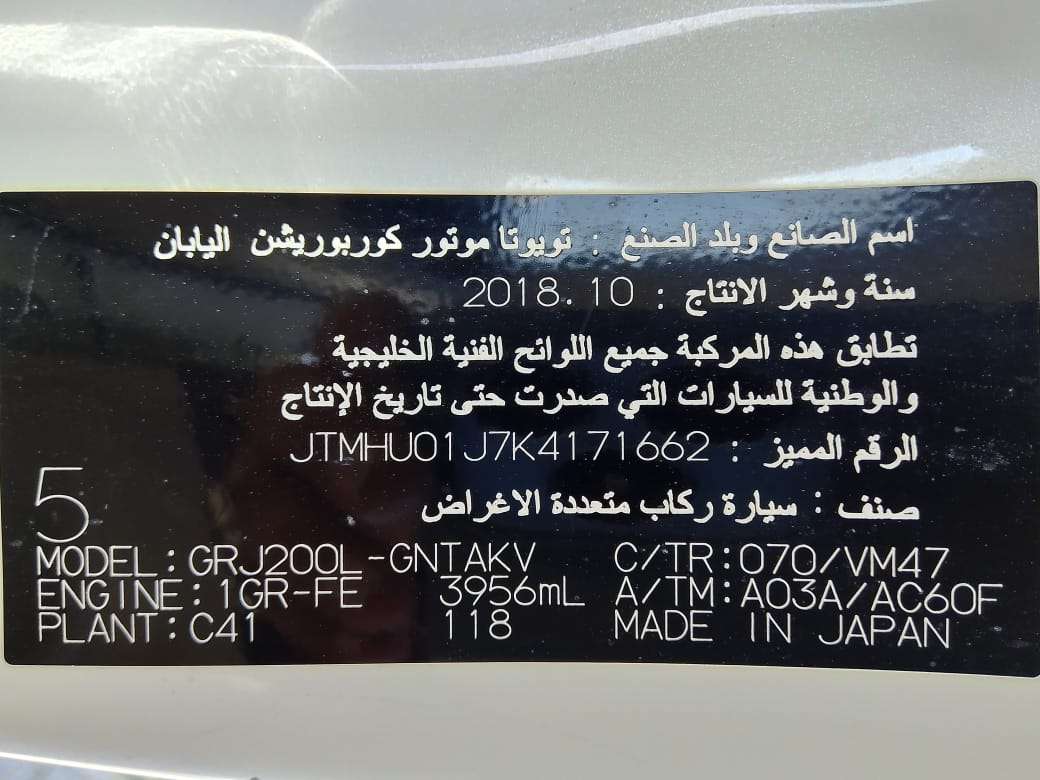 اسم الصانع وبلد الصنع : تويوتا موتور كوربوريشن اليابان
سنة وشهر الانتاج : 2018.10
تطابق هذه المركبة جميع اللوائح الفنية الخليجية
والوطنية للسيارات التي صدرت حتى تاريخ الإنتاج
الرقم المميز : JTMHU01J7K4171662
صنف : سيارة ركاب متعددة الاغراض
5
MODEL:GRJ200L-GNTAKV C/TR:070/VM47
ENGINE:1GR-FE 3956mL A/TM:A03A/AC60F
PLANT:C41 118 MADE IN JAPAN